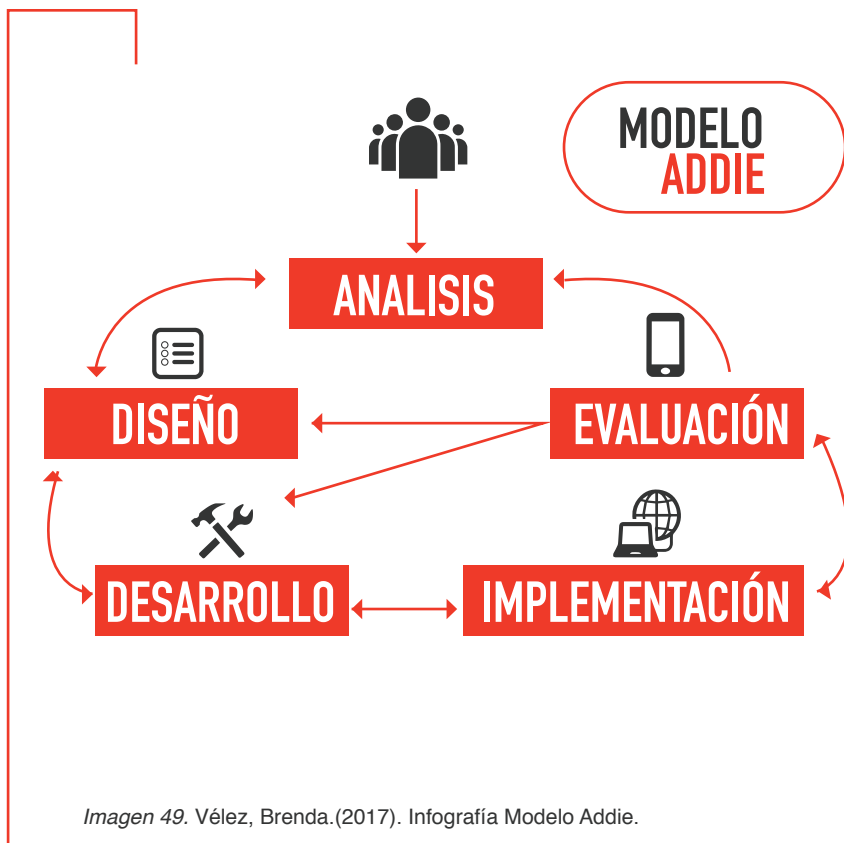 MODELO
ADDIE
ANALISIS
DISEÑO
EVALUACIÓN
DESARROLLO
IMPLEMENTACIÓN
Imagen 49. Vélez, Brenda.(2017). Infografía Modelo Addie.